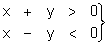 x + y > 0
x - y < 0}